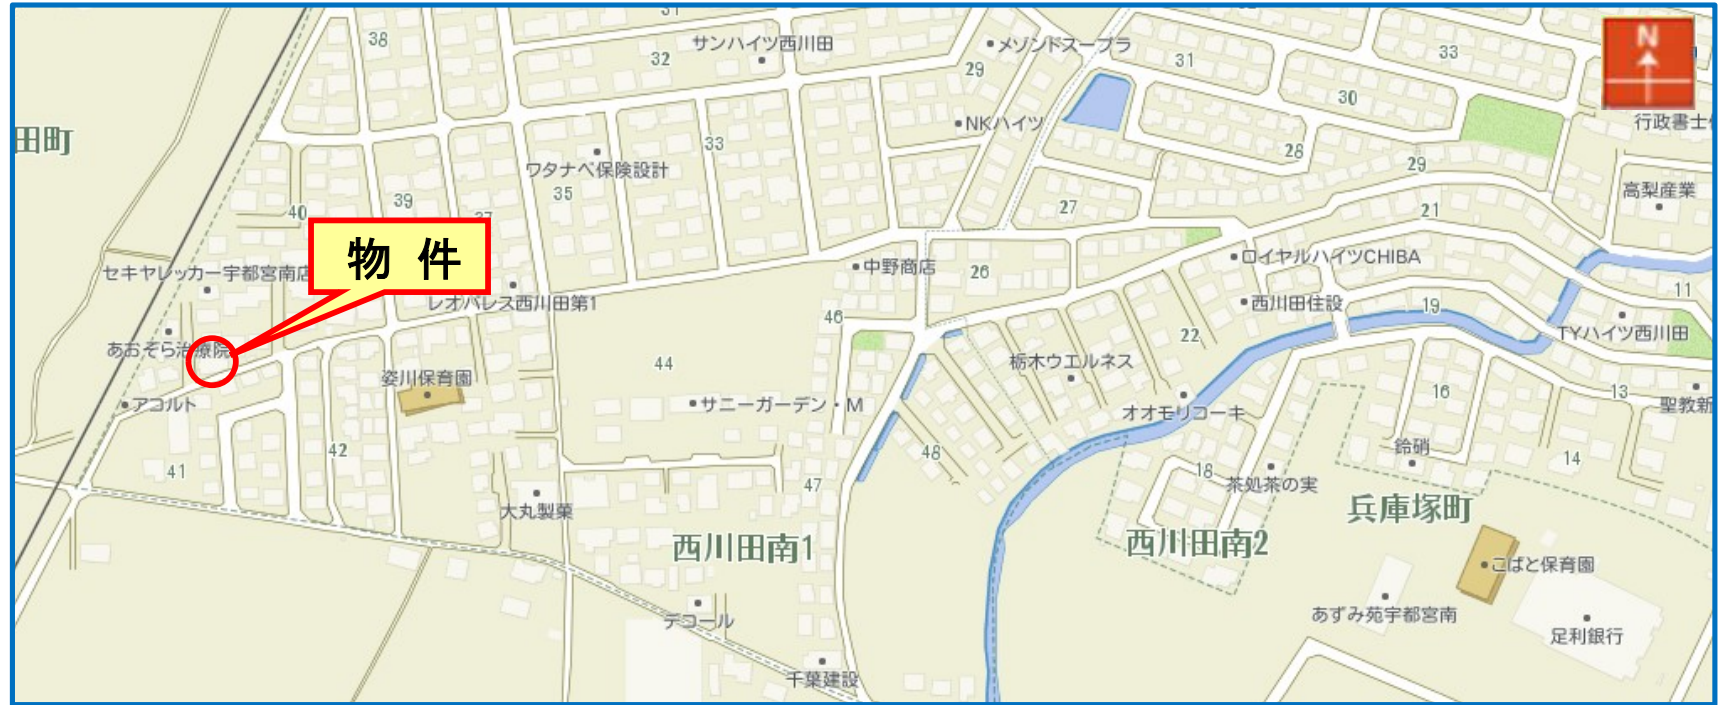 31
38
サンハイツ西川田
32
メゾンドスープラ
29
31
33
N
30
NKハイツ
行政書士
田町
33
28
29
ワタナベ保険設計
35
39
40
37
27
21
高梨産業
物 件
中野商店
26
ロイヤルハイツCHIBA
セキヤレッカー宇都宮南店
レオパレス西川田第1
西川田住設
19
11
46
22
TYハイツ西川田
あおぞら治療院
44
栃木ウエルネス
姿川保育園
16
13
アコルト
サニーガーデン・M
オオモリコーキ
聖教新
42
48
鈴硝
14
41
18
47
茶処茶の実
大丸製菓
兵庫塚町
西川田南1
西川田南2
こばと保育園
デコール
あずみ苑宇都宮南
足利銀行
千葉建設